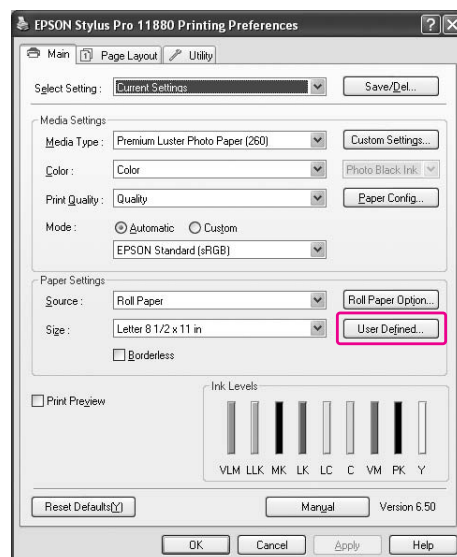 EPSON Stylus Pro 11880 Printing Preferences
Main Page Layout Utility
Select Setting : Current Settings Save/Del...
Media Settings
Media Type : Premium Luster Photo Paper (260) Custom Settings...
Color : Color Photo Black Ink
Print Quality : Quality Paper Config...
Mode : Automatic Custom
EPSON Standard (sRGB)
Paper Settings
Source : Roll Paper Roll Paper Option...
Size : Letter 8 1/2 x 11 in User Defined...
Borderless
Print Preview
Ink Levels
VLM LLK MK LK LC C VM PK Y
Reset Defaults(Y) Manual Version 6.50
OK Cancel Apply Help